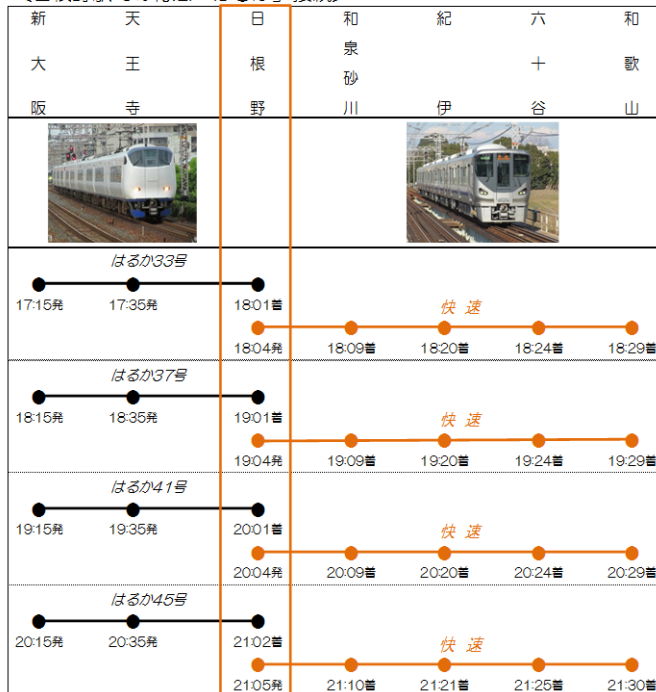 新大阪
天王寺
日根野
和泉砂川
紀伊
六十谷
和歌山
はるか33号
17:15発 17:35発 18:01着
快速
18:04発 18:09着 18:20着 18:24着 18:29着
はるか37号
18:15発 18:35発 19:01着
快速
19:04発 19:09着 19:20着 19:24着 19:29着
はるか41号
19:15発 19:35発 20:01着
快速
20:04発 20:09着 20:20着 20:24着 20:29着
はるか45号
20:15発 20:35発 21:02着
快速
21:05発 21:10着 21:21着 21:25着 21:30着